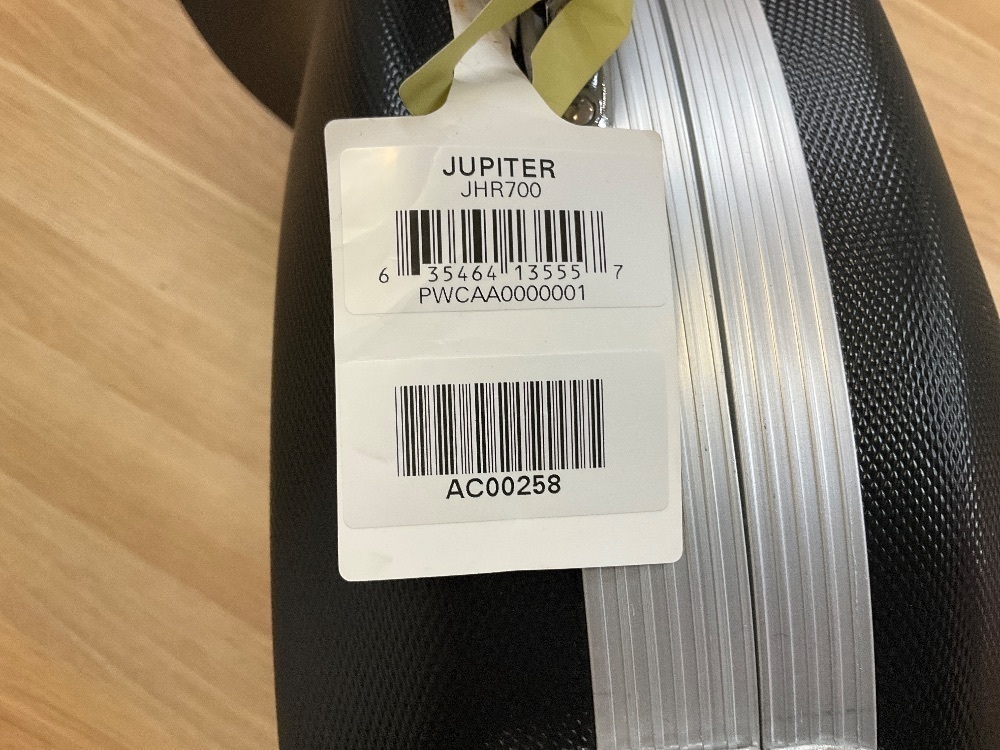 JUPITER
JHR700
6 35464 13555 7
PWCAA0000001
AC00258